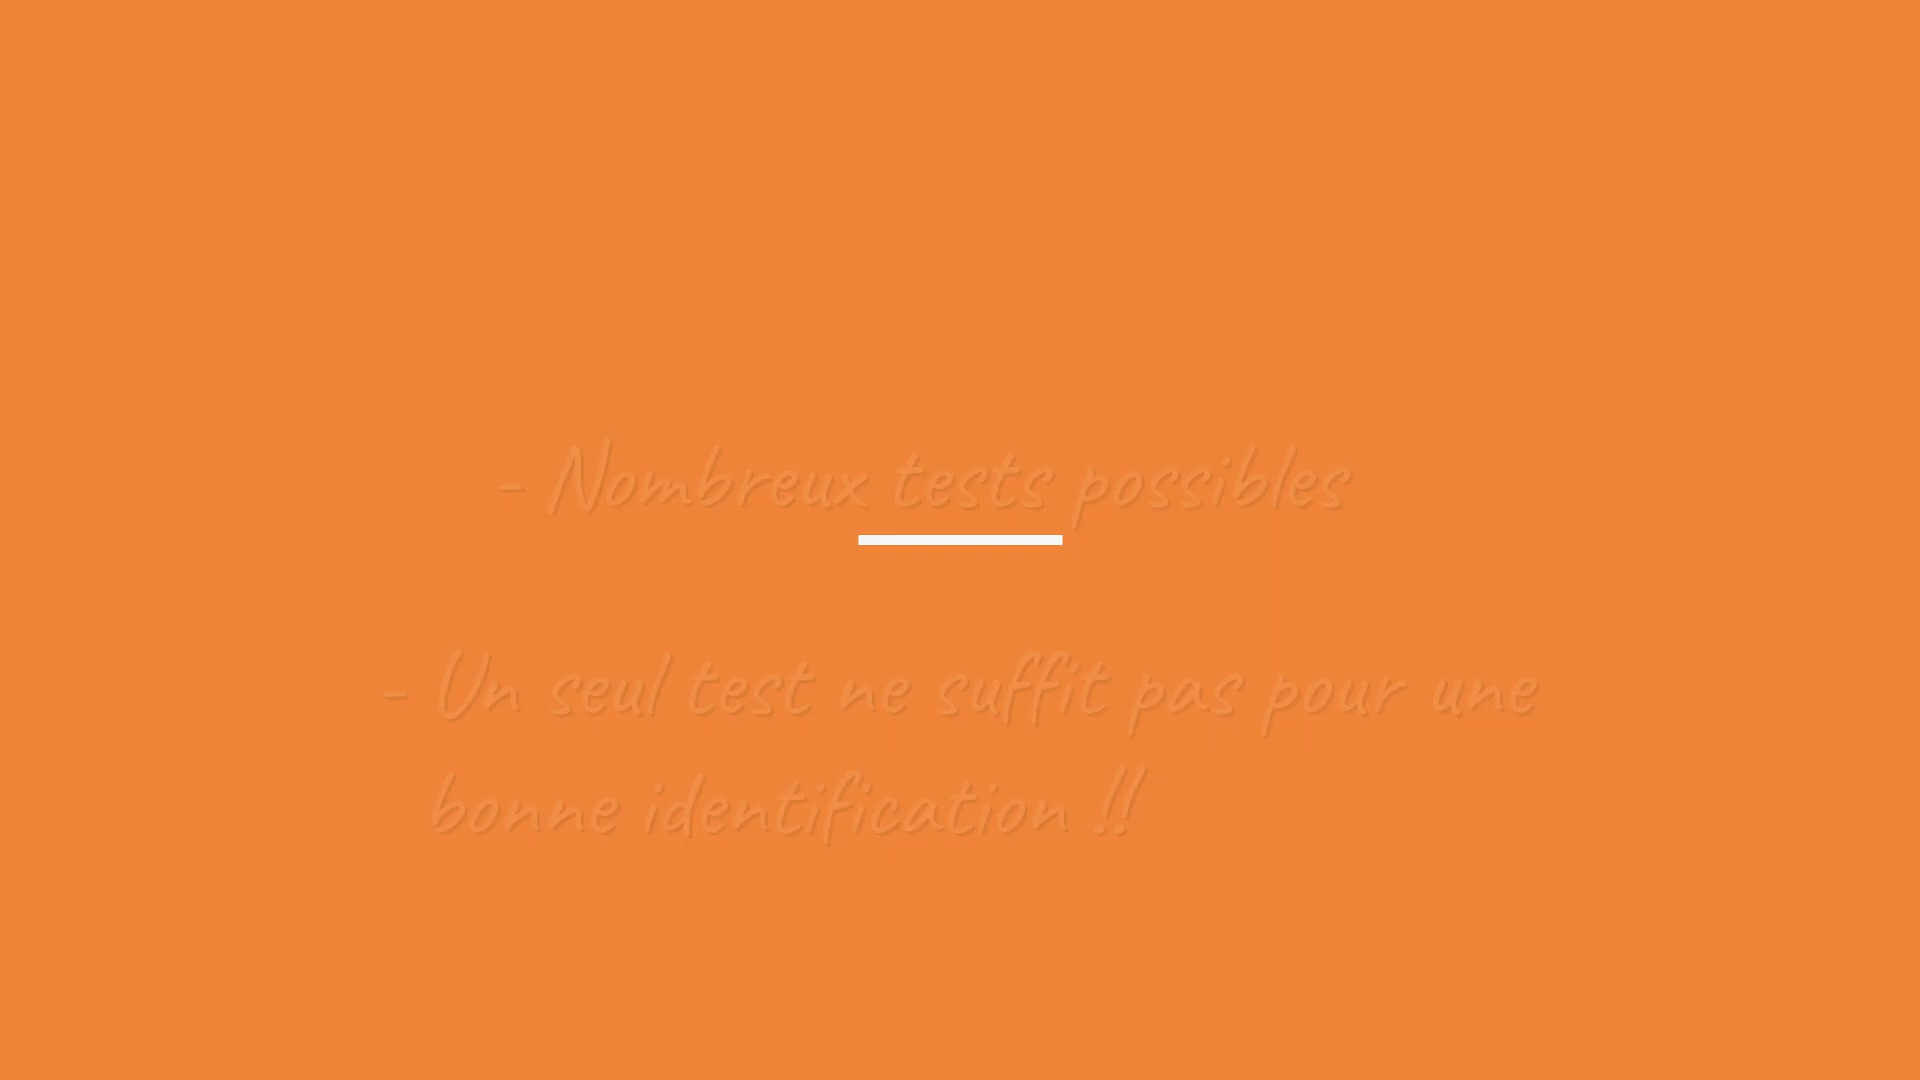 - Nombreux tests possibles
- Un seul test ne suffit pas pour une
bonne identification !!